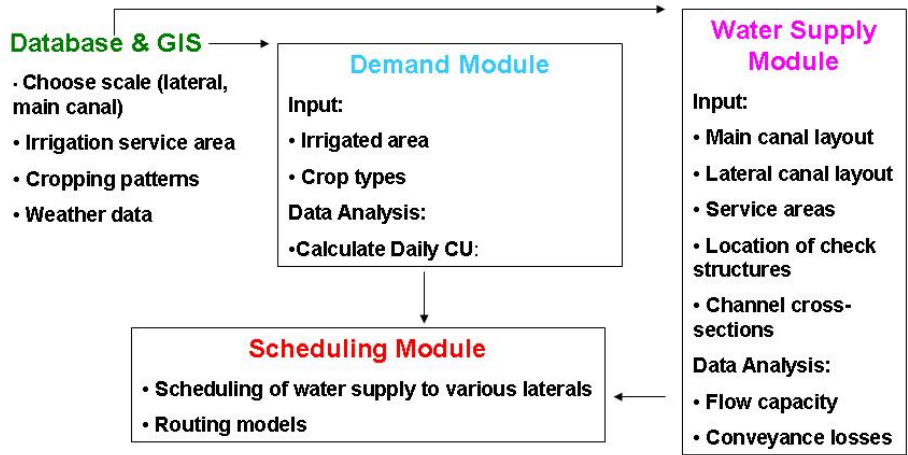 Database & GIS
· Choose scale (lateral,
main canal)
• Irrigation service area
• Cropping patterns
• Weather data
Demand Module
Input:
• Irrigated area
• Crop types
Data Analysis:
•Calculate Daily CU:
Water Supply
Module
Input:
• Main canal layout
• Lateral canal layout
• Service areas
• Location of check
structures
• Channel cross-
sections
Data Analysis:
• Flow capacity
• Conveyance losses
Scheduling Module
• Scheduling of water supply to various laterals
• Routing models